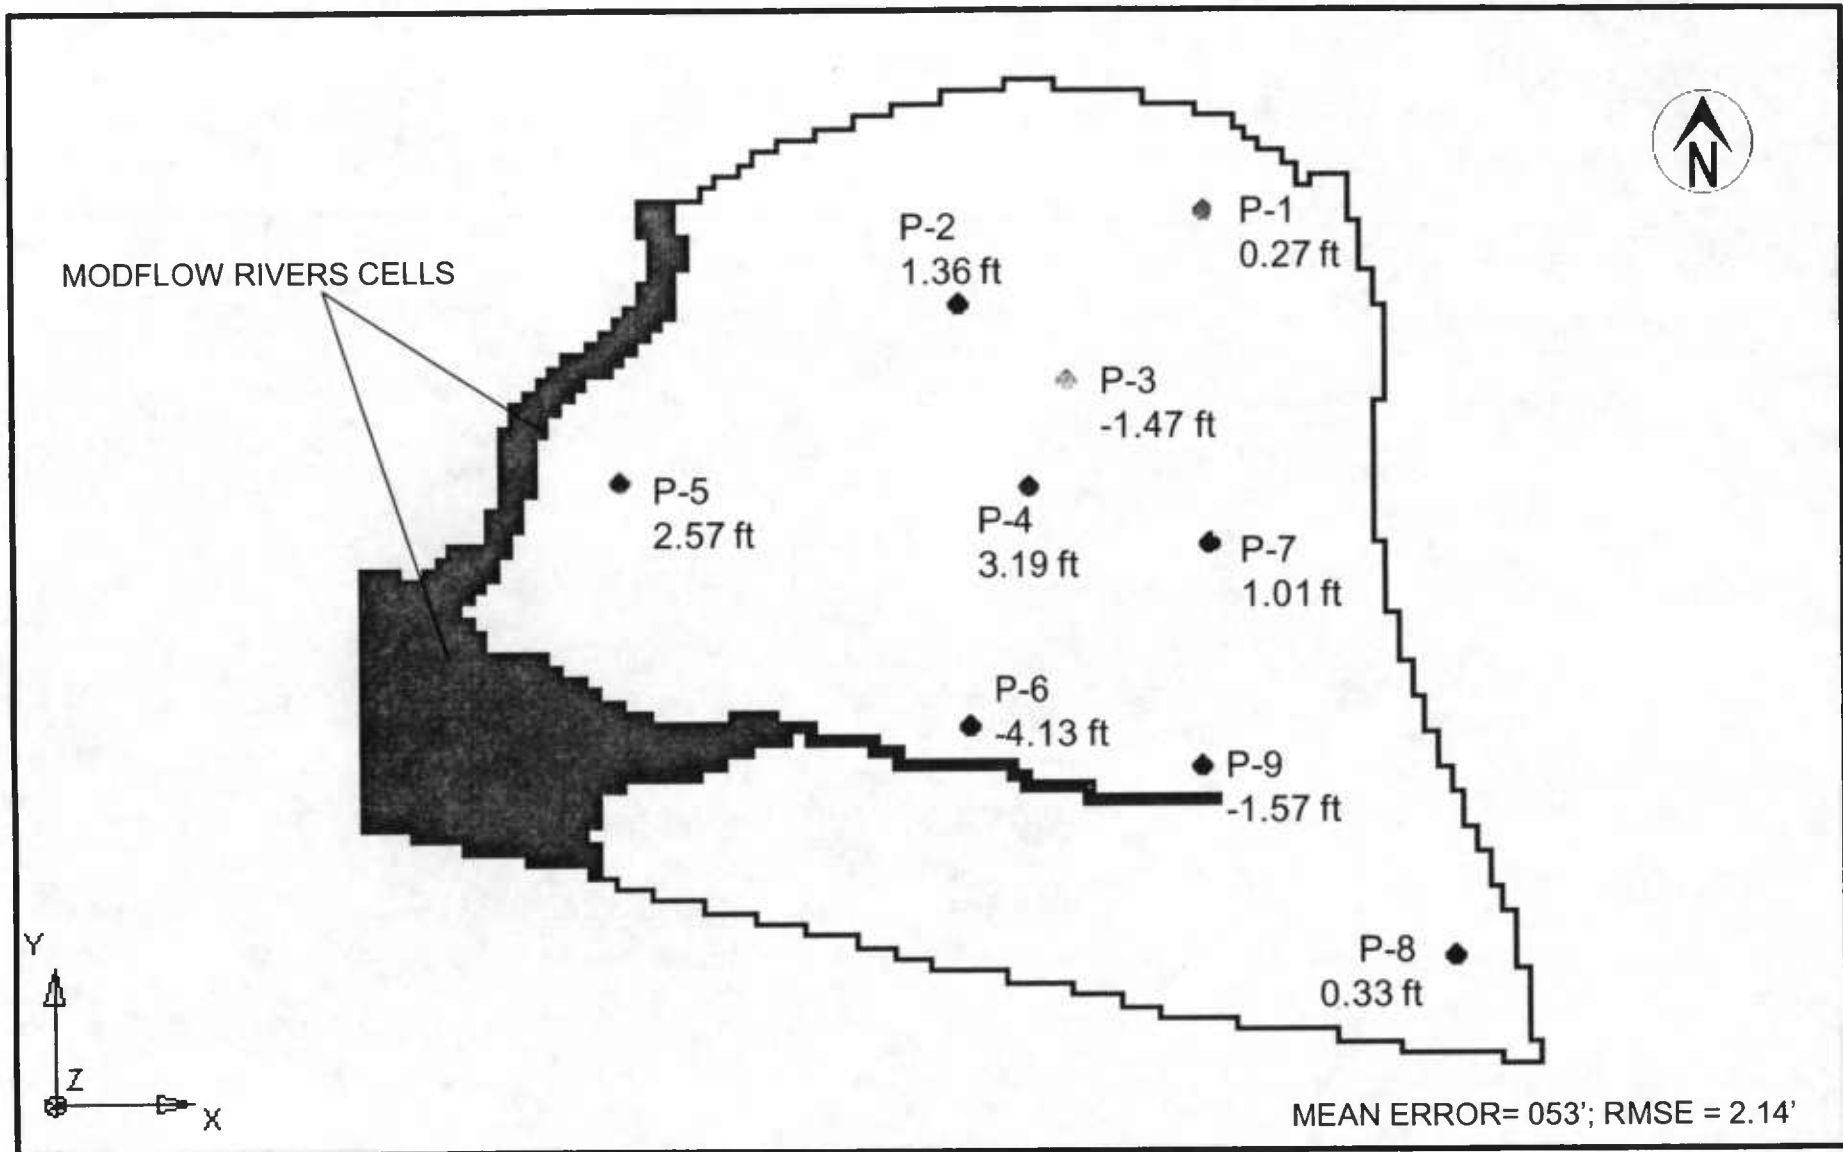 N
P-1
0.27 ft
P-2
1.36 ft
MODFLOW RIVERS CELLS
P-3
-1.47 ft
P-5
2.57 ft
P-4
3.19 ft
P-7
1.01 ft
P-6
-4.13 ft
P-9
-1.57 ft
P-8
0.33 ft
Y
Z
X
MEAN ERROR= 053'; RMSE = 2.14'